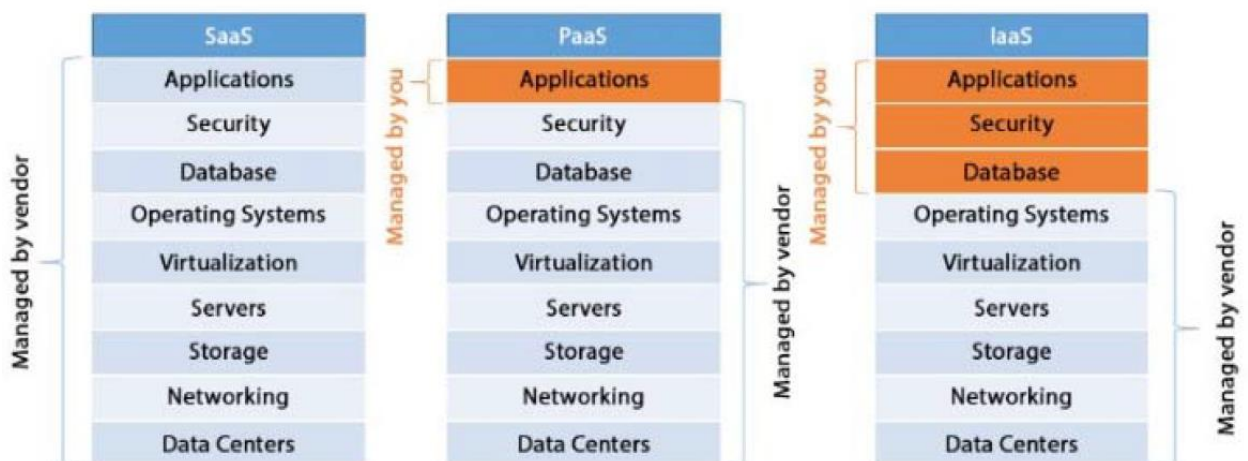 SaaS
Applications
Security
Database
Operating Systems
Virtualization
Servers
Storage
Networking
Data Centers
Managed by vendor
PaaS
Applications
Security
Database
Operating Systems
Virtualization
Servers
Storage
Networking
Data Centers
Managed by you
Managed by vendor
IaaS
Applications
Security
Database
Operating Systems
Virtualization
Servers
Storage
Networking
Data Centers
Managed by you
Managed by vendor